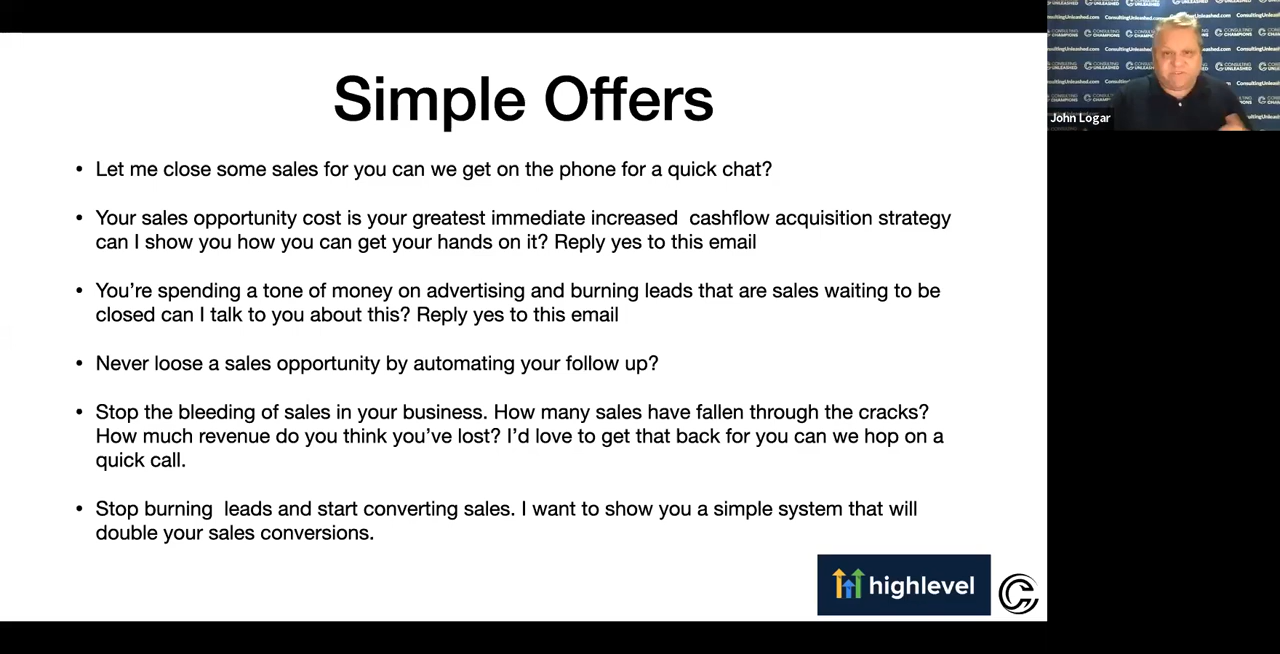 Simple Offers
• Let me close some sales for you can we get on the phone for a quick chat?
• Your sales opportunity cost is your greatest immediate increased  cashflow acquisition strategy
can I show you how you can get your hands on it? Reply yes to this email
• You're spending a tone of money on advertising and burning leads that are sales waiting to be
closed can I talk to you about this? Reply yes to this email
• Never loose a sales opportunity by automating your follow up?
• Stop the bleeding of sales in your business. How many sales have fallen through the cracks?
How much revenue do you think you've lost? I'd love to get that back for you can we hop on a
quick call.
• Stop burning  leads and start converting sales. I want to show you a simple system that will
double your sales conversions.
highlevel
John Logar
ConsultingUnleashed.com
CONSULTING
CHAMPIONS
CONSULTING
UNLEASHED